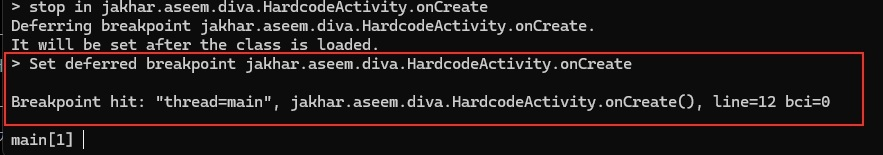 > stop in jakhar.aseem.diva.HardcodeActivity.onCreate
Deferring breakpoint jakhar.aseem.diva.HardcodeActivity.onCreate.
It will be set after the class is loaded.
> Set deferred breakpoint jakhar.aseem.diva.HardcodeActivity.onCreate
Breakpoint hit: "thread=main", jakhar.aseem.diva.HardcodeActivity.onCreate(), line=12 bci=0
main[1]